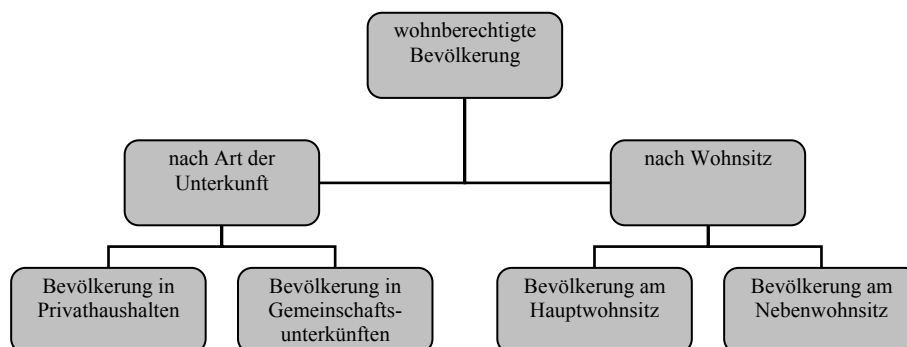 wohnberechtigte
Bevölkerung
nach Art der
Unterkunft
nach Wohnsitz
Bevölkerung in
Privathaushalten
Bevölkerung in
Gemeinschafts-
unterkünften
Bevölkerung am
Hauptwohnsitz
Bevölkerung am
Nebenwohnsitz